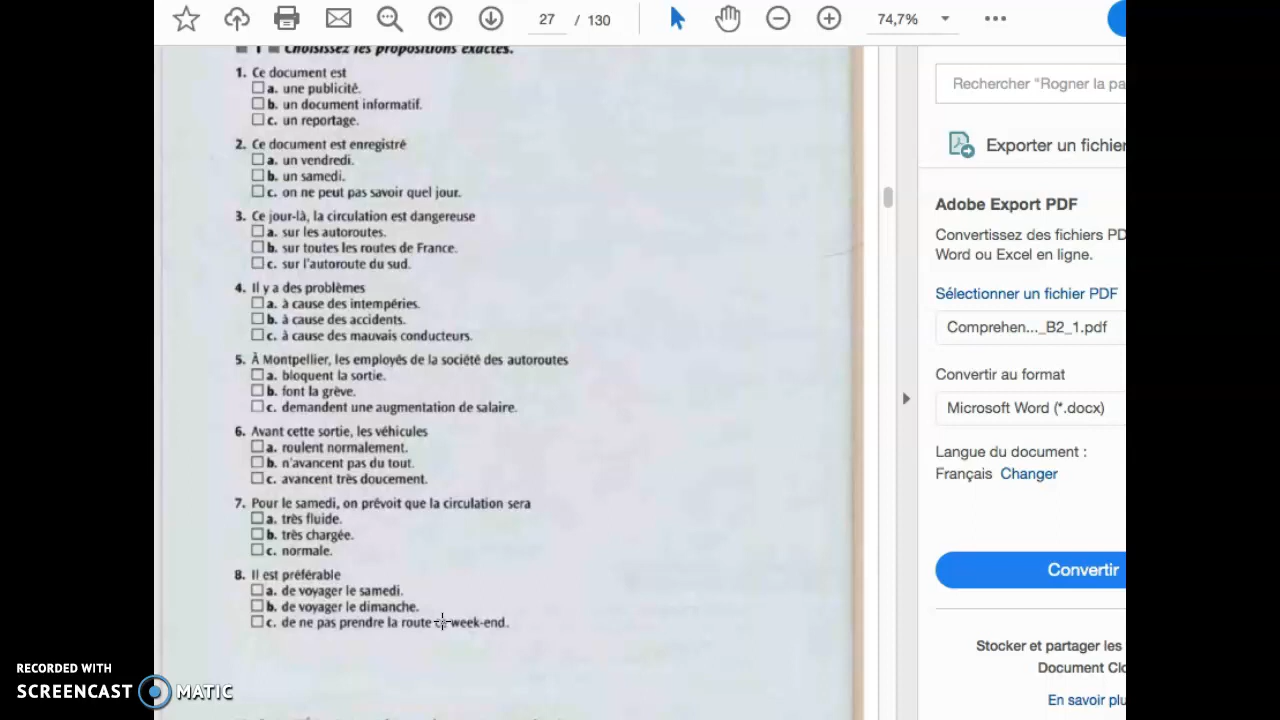 27 / 130
74,7%
1 Choisissez les propositions exactes.
1. Ce document est
a. une publicité.
b. un document informatif.
c. un reportage.
2. Ce document est enregistré
a. un vendredi.
b. un samedi.
c. on ne peut pas savoir quel jour.
3. Ce jour-là, la circulation est dangereuse
a. sur les autoroutes.
b. sur toutes les routes de France.
c. sur l'autoroute du sud.
4. Il y a des problèmes
a. à cause des intempéries.
b. à cause des accidents.
c. à cause des mauvais conducteurs.
5. À Montpellier, les employés de la société des autoroutes
a. bloquent la sortie.
b. font la grève.
c. demandent une augmentation de salaire.
6. Avant cette sortie, les véhicules
a. roulent normalement.
b. n'avancent pas du tout.
c. avancent très doucement.
7. Pour le samedi, on prévoit que la circulation sera
a. très fluide.
b. très chargée.
c. normale.
8. Il est préférable
a. de voyager le samedi.
b. de voyager le dimanche.
c. de ne pas prendre la route week-end.
Rechercher "Rogner la pa
Exporter un fichier
Adobe Export PDF
Convertissez des fichiers PD
Word ou Excel en ligne.
Sélectionner un fichier PDF
Comprehen..._B2_1.pdf
Convertir au format
Microsoft Word (*.docx)
Langue du document :
Français Changer
Convertir
Stocker et partager les
Document Clo
En savoir plu
RECORDED WITH
SCREENCAST MATIC